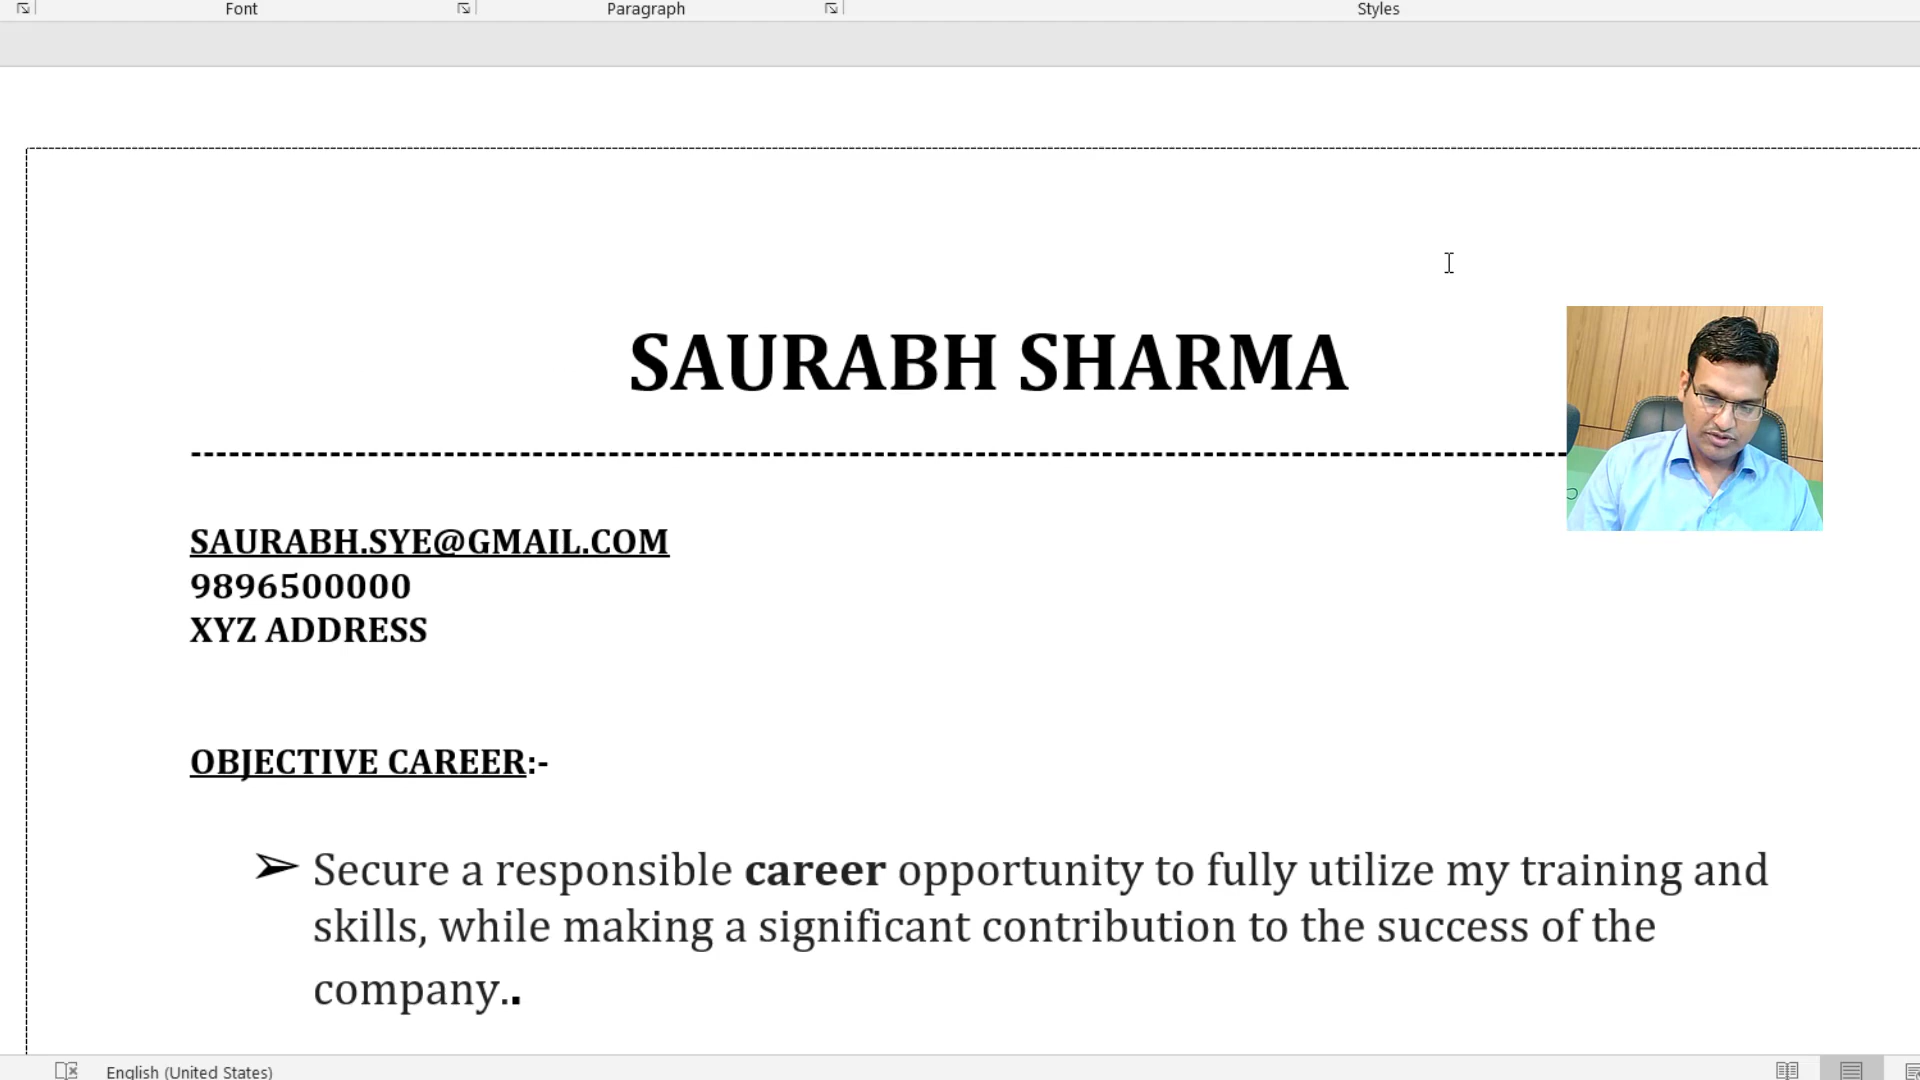 Font Paragraph Styles
SAURABH SHARMA
--------------------------------------------------------------------------------
SAURABH.SYE@GMAIL.COM
9896500000
XYZ ADDRESS
OBJECTIVE CAREER:-
➢ Secure a responsible career opportunity to fully utilize my training and
skills, while making a significant contribution to the success of the
company..
English (United States)